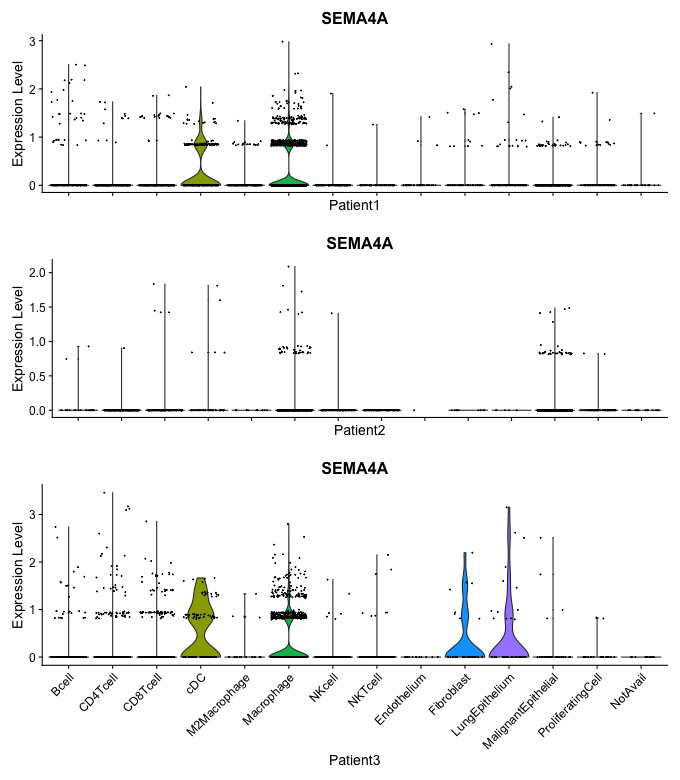 SEMA4A
Expression Level
3
2
1
0
Patient1
SEMA4A
Expression Level
2.0
1.5
1.0
0.5
0.0
Patient2
SEMA4A
Expression Level
3
2
1
0
Bcell
CD4Tcell
CD8Tcell
cDC
M2Macrophage
Macrophage
NKcell
NKTcell
Endothelium
Fibroblast
LungEpithelium
MalignantEpithelial
ProliferatingCell
NotAvail
Patient3